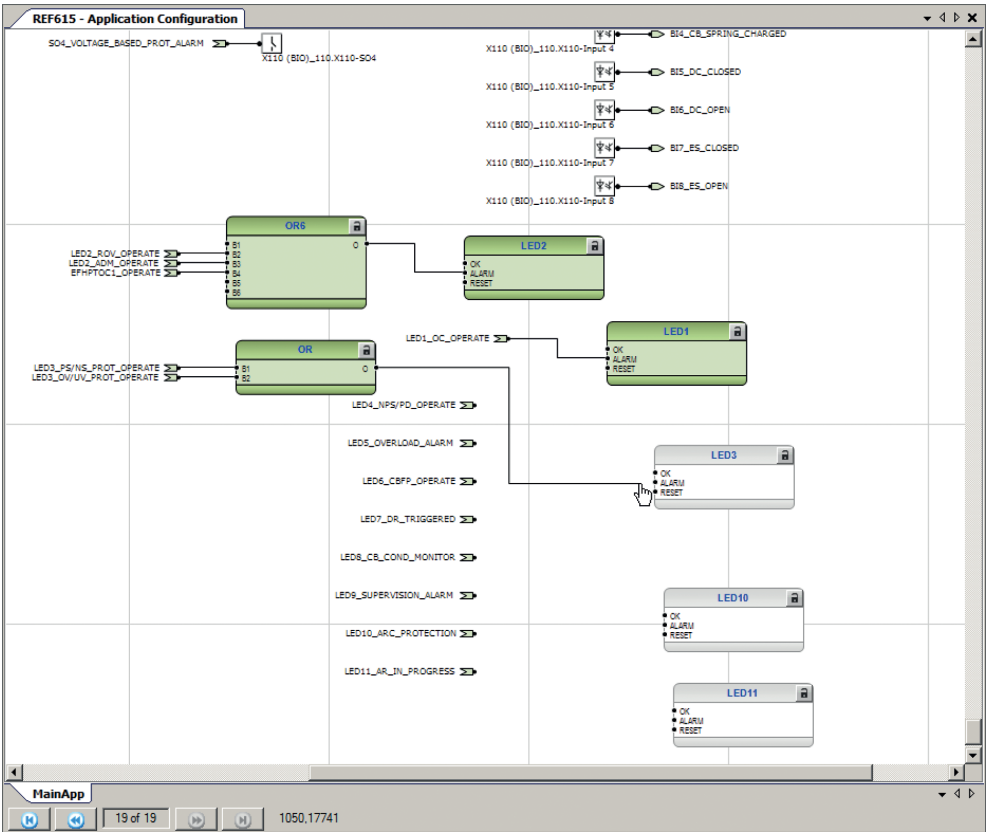 REF615 - Application Configuration
SO4_VOLTAGE_BASED_PROT_ALARM
X110 (BIO)_110.X110-SO4
BI4_CB_SPRING_CHARGED
X110 (BIO)_110.X110-Input 4
BI5_DC_CLOSED
X110 (BIO)_110.X110-Input 5
BI6_DC_OPEN
X110 (BIO)_110.X110-Input 6
BI7_ES_CLOSED
X110 (BIO)_110.X110-Input 7
BI8_ES_OPEN
X110 (BIO)_110.X110-Input 8
OR6
B1 O
B2
B3
B4
B5
B6
LED2_ROV_OPERATE
LED2_ADM_OPERATE
EFHPTOC1_OPERATE
LED2
OK
ALARM
RESET
LED1_OC_OPERATE
LED1
OK
ALARM
RESET
OR
B1 O
B2
LED3_PS/NS_PROT_OPERATE
LED3_OV/UV_PROT_OPERATE
LED4_NPS/PD_OPERATE
LED5_OVERLOAD_ALARM
LED6_CBFP_OPERATE
LED7_DR_TRIGGERED
LED8_CB_COND_MONITOR
LED9_SUPERVISION_ALARM
LED10_ARC_PROTECTION
LED11_AR_IN_PROGRESS
LED3
OK
ALARM
RESET
LED10
OK
ALARM
RESET
LED11
OK
ALARM
RESET
MainApp
19 of 19
1050,17741